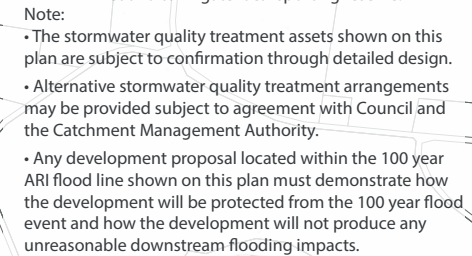 Note:
• The stormwater quality treatment assets shown on this
plan are subject to confirmation through detailed design.
• Alternative stormwater quality treatment arrangements
may be provided subject to agreement with Council and
the Catchment Management Authority.
• Any development proposal located within the 100 year
ARI flood line shown on this plan must demonstrate how
the development will be protected from the 100 year flood
event and how the development will not produce any
unreasonable downstream flooding impacts.